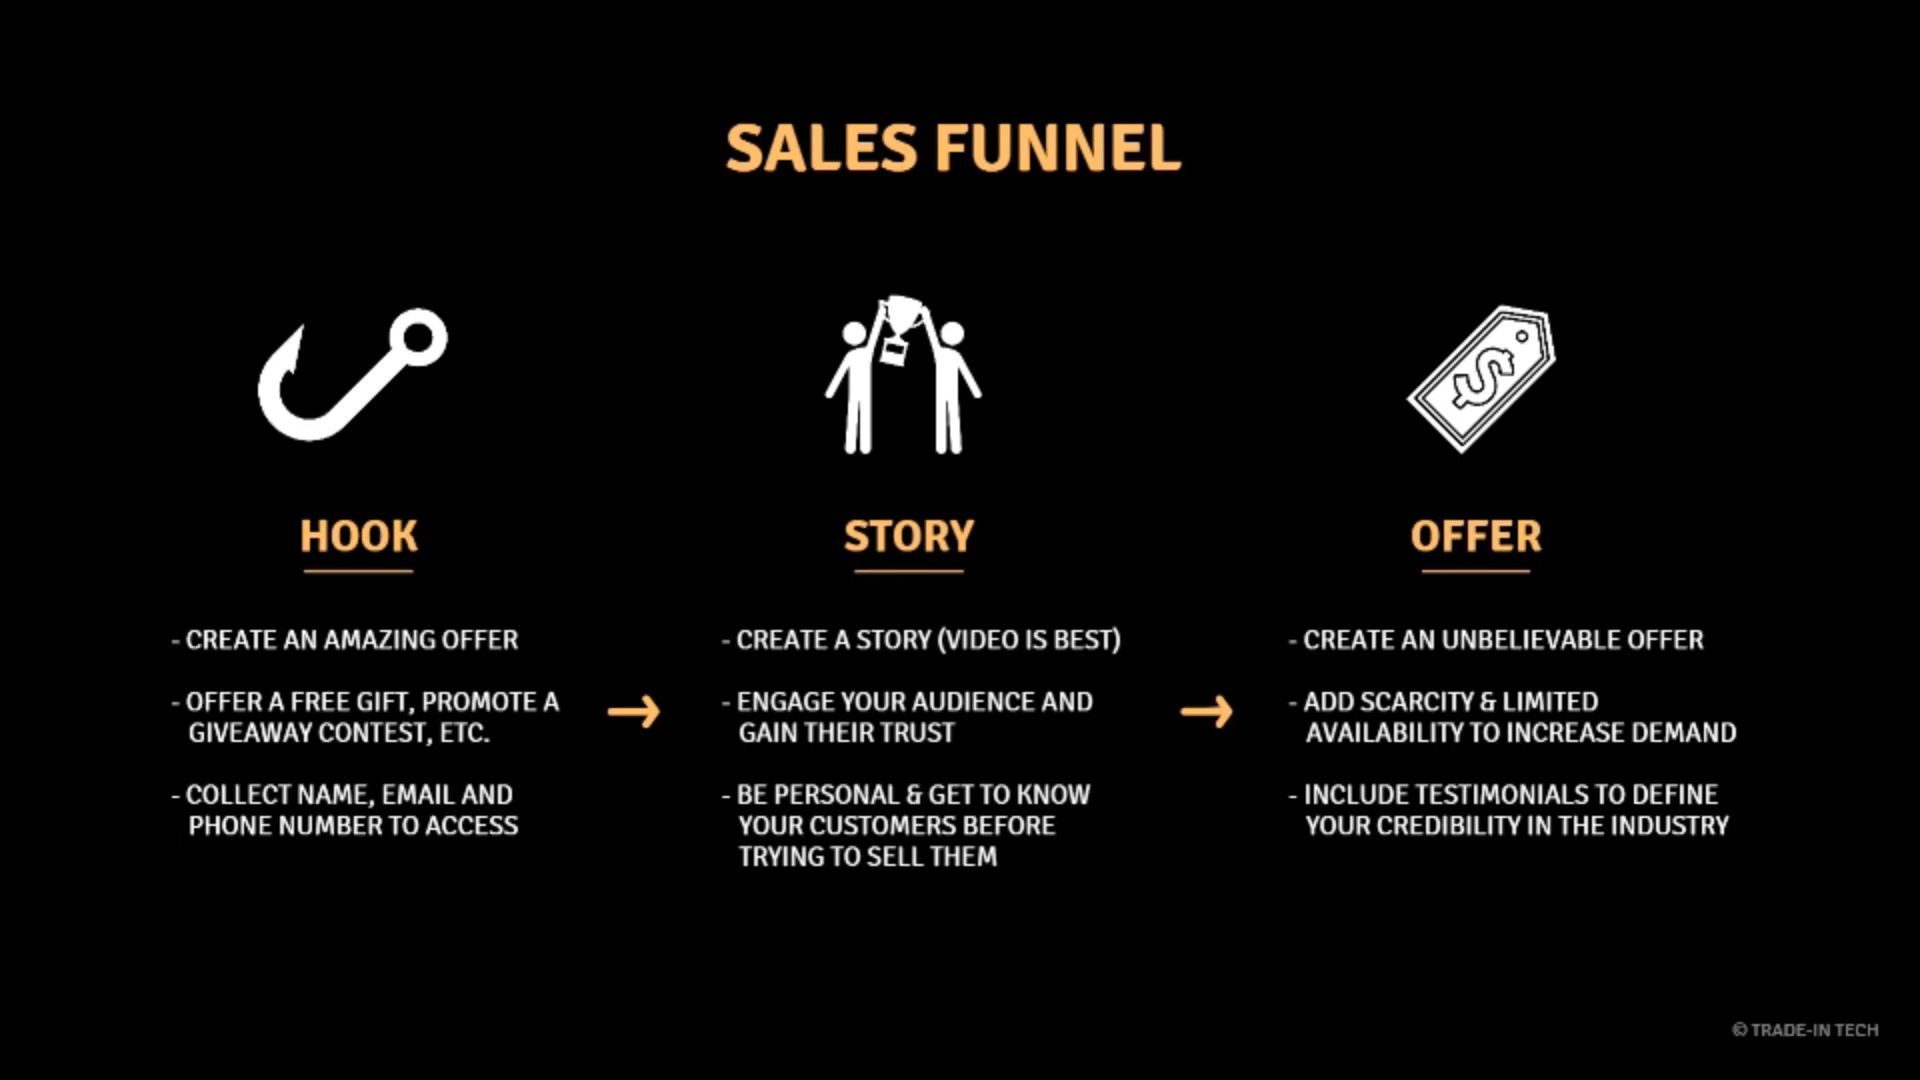 SALES FUNNEL
HOOK
- CREATE AN AMAZING OFFER
- OFFER A FREE GIFT, PROMOTE A
GIVEAWAY CONTEST, ETC.
- COLLECT NAME, EMAIL AND
PHONE NUMBER TO ACCESS
→
STORY
- CREATE A STORY (VIDEO IS BEST)
- ENGAGE YOUR AUDIENCE AND
GAIN THEIR TRUST
- BE PERSONAL & GET TO KNOW
YOUR CUSTOMERS BEFORE
TRYING TO SELL THEM
→
OFFER
- CREATE AN UNBELIEVABLE OFFER
- ADD SCARCITY & LIMITED
AVAILABILITY TO INCREASE DEMAND
- INCLUDE TESTIMONIALS TO DEFINE
YOUR CREDIBILITY IN THE INDUSTRY
$
© TRADE-IN TECH